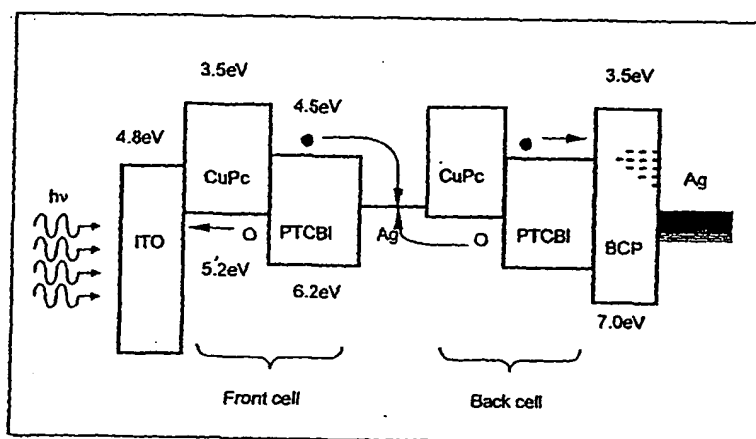 3.5eV
3.5eV
4.5eV
4.8eV
CuPc
CuPc
Ag
hν
ITO
O
PTCBI
Ag
O
PTCBI
BCP
5.2eV
6.2eV
7.0eV
Front cell
Back cell